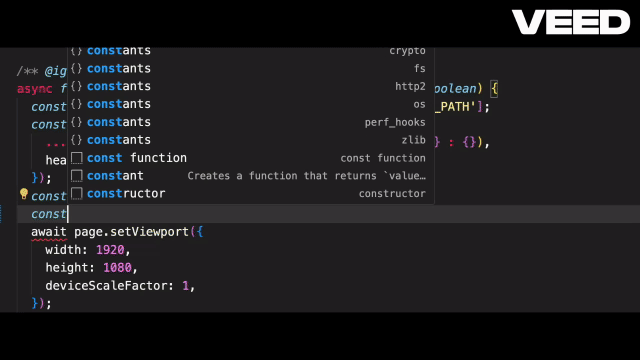 VEED
{} constants crypto
/** @ig {} constants fs
async f {} constants http2 oolean) {
const {} constants os _PATH'];
const {} constants perf_hooks
... {} constants zlib } : {}),
hea const function const function
}); constant Creates a function that returns `value…
const constructor constructor
const
await page.setViewport({
width: 1920,
height: 1080,
deviceScaleFactor: 1,
});